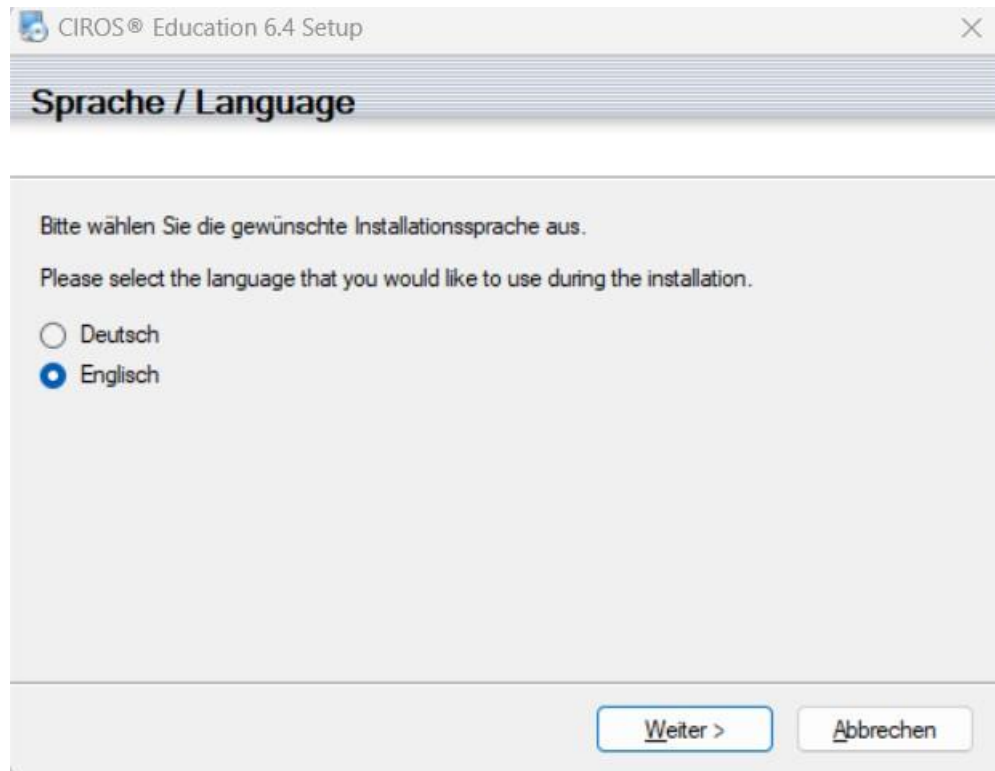 CIROS® Education 6.4 Setup
Sprache / Language
Bitte wählen Sie die gewünschte Installationssprache aus.
Please select the language that you would like to use during the installation.
Deutsch
Englisch
Weiter >
Abbrechen